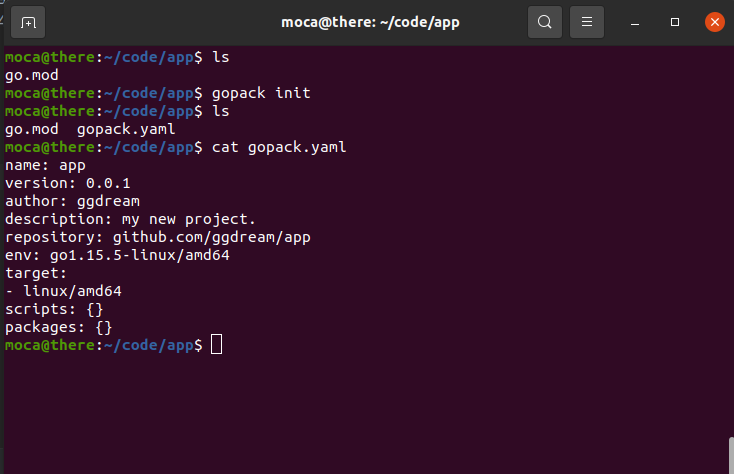 moca@there: ~/code/app
moca@there:~/code/app$ ls
go.mod
moca@there:~/code/app$ gopack init
moca@there:~/code/app$ ls
go.mod  gopack.yaml
moca@there:~/code/app$ cat gopack.yaml
name: app
version: 0.0.1
author: ggdream
description: my new project.
repository: github.com/ggdream/app
env: go1.15.5-linux/amd64
target:
- linux/amd64
scripts: {}
packages: {}
moca@there:~/code/app$